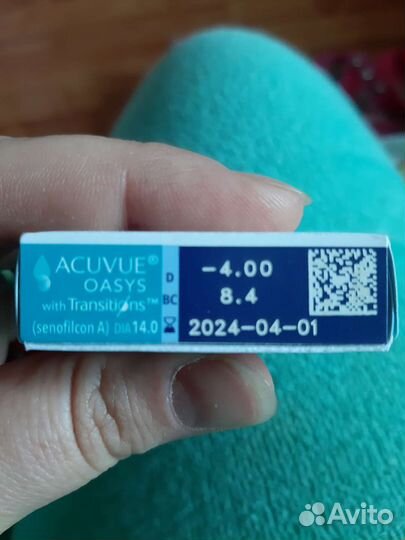 ACUVUE®
OASYS
with Transitions™
(senofilcon A) DIA 14.0
D -4.00
BC 8.4
2024-04-01
Avito